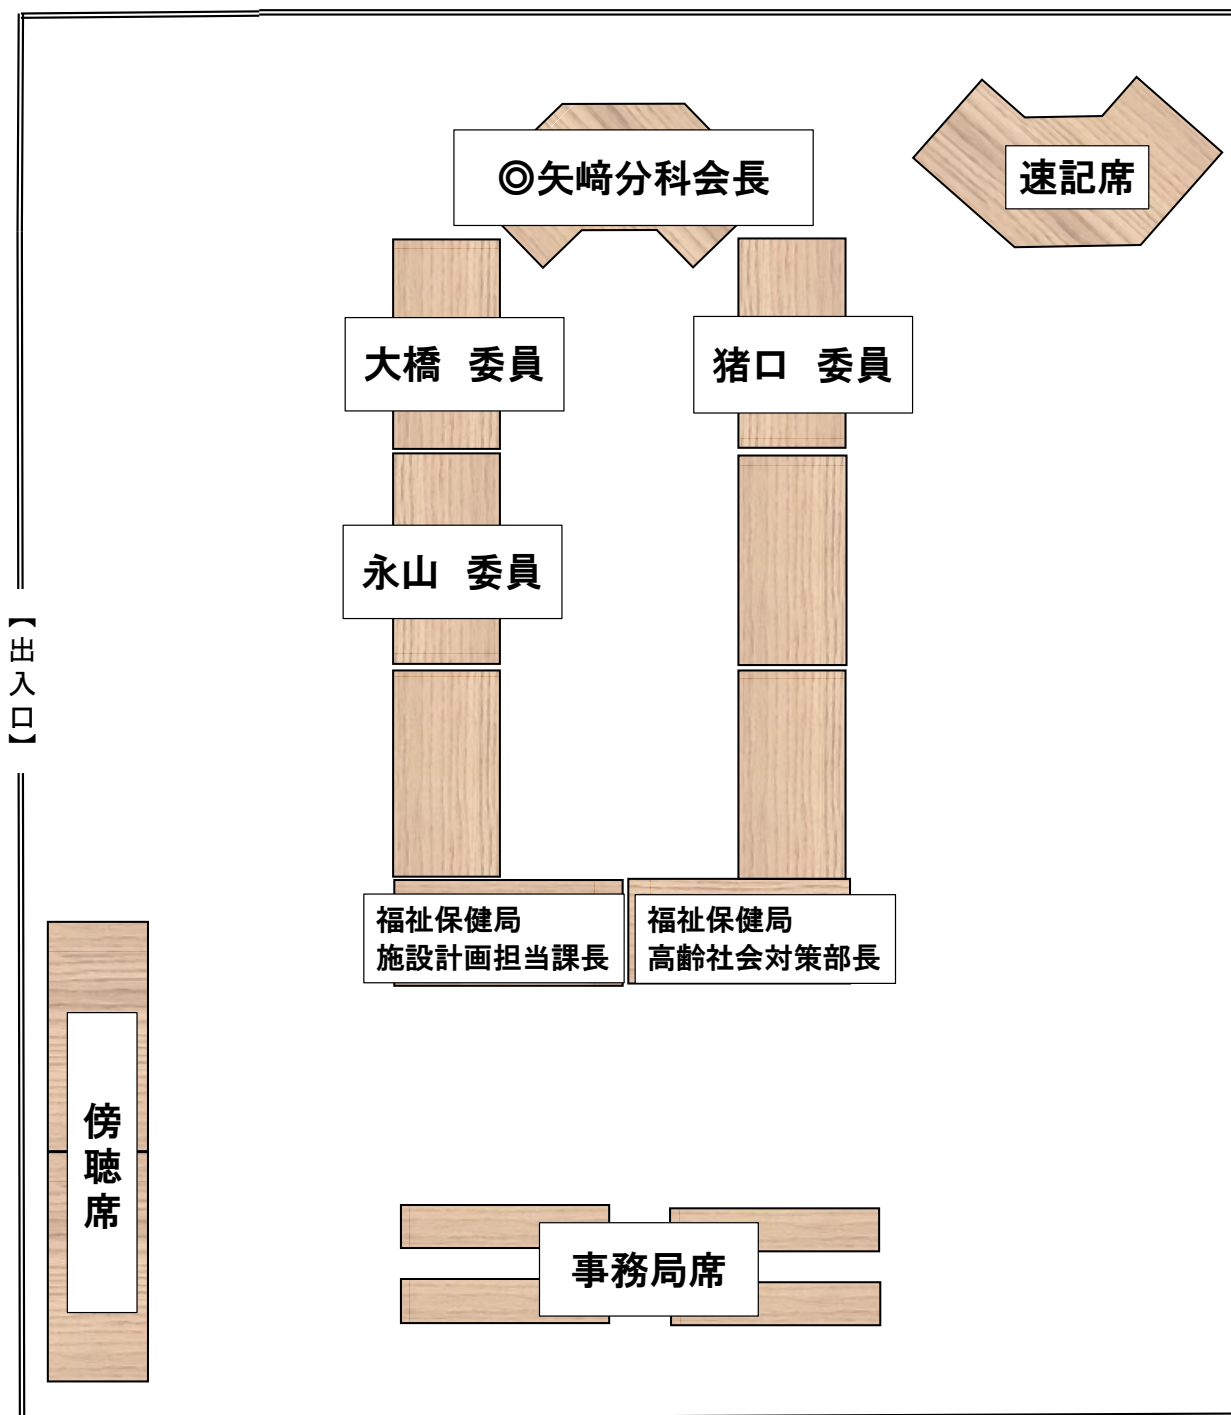 ◎矢﨑分科会長
速記席
大橋 委員
猪口 委員
永山 委員
【出入口】
福祉保健局
施設計画担当課長
福祉保健局
高齢社会対策部長
傍聴席
事務局席